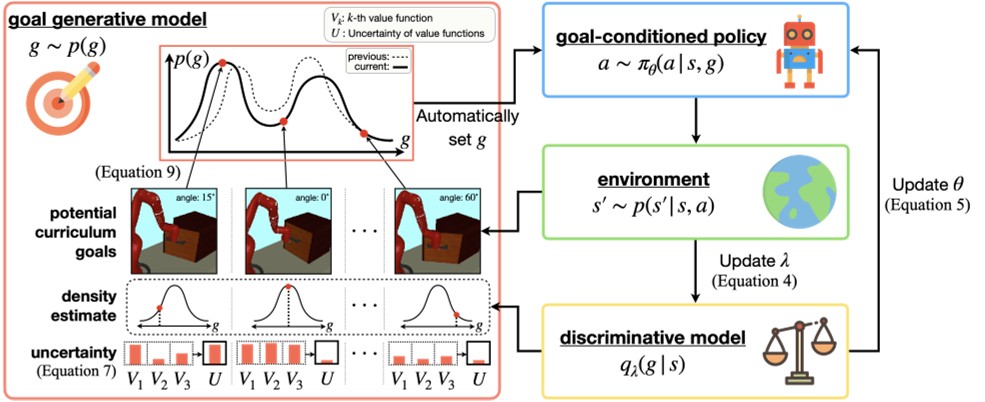 goal generative model
g ~ p(g)
V_k: k-th value function
U : Uncertainty of value functions
p(g)
previous:
current:
g
(Equation 9)
Automatically
set g
potential
curriculum
goals
angle: 15°
angle: 0°
. . .
angle: 60°
density
estimate
g
g
. . .
g
uncertainty
(Equation 7)
V₁ V₂ V₃ U
V₁ V₂ V₃ U
. . .
V₁ V₂ V₃ U
goal-conditioned policy
a ~ π_θ(a | s, g)
environment
s′ ~ p(s′ | s, a)
Update λ
(Equation 4)
discriminative model
q_λ(g | s)
Update θ
(Equation 5)